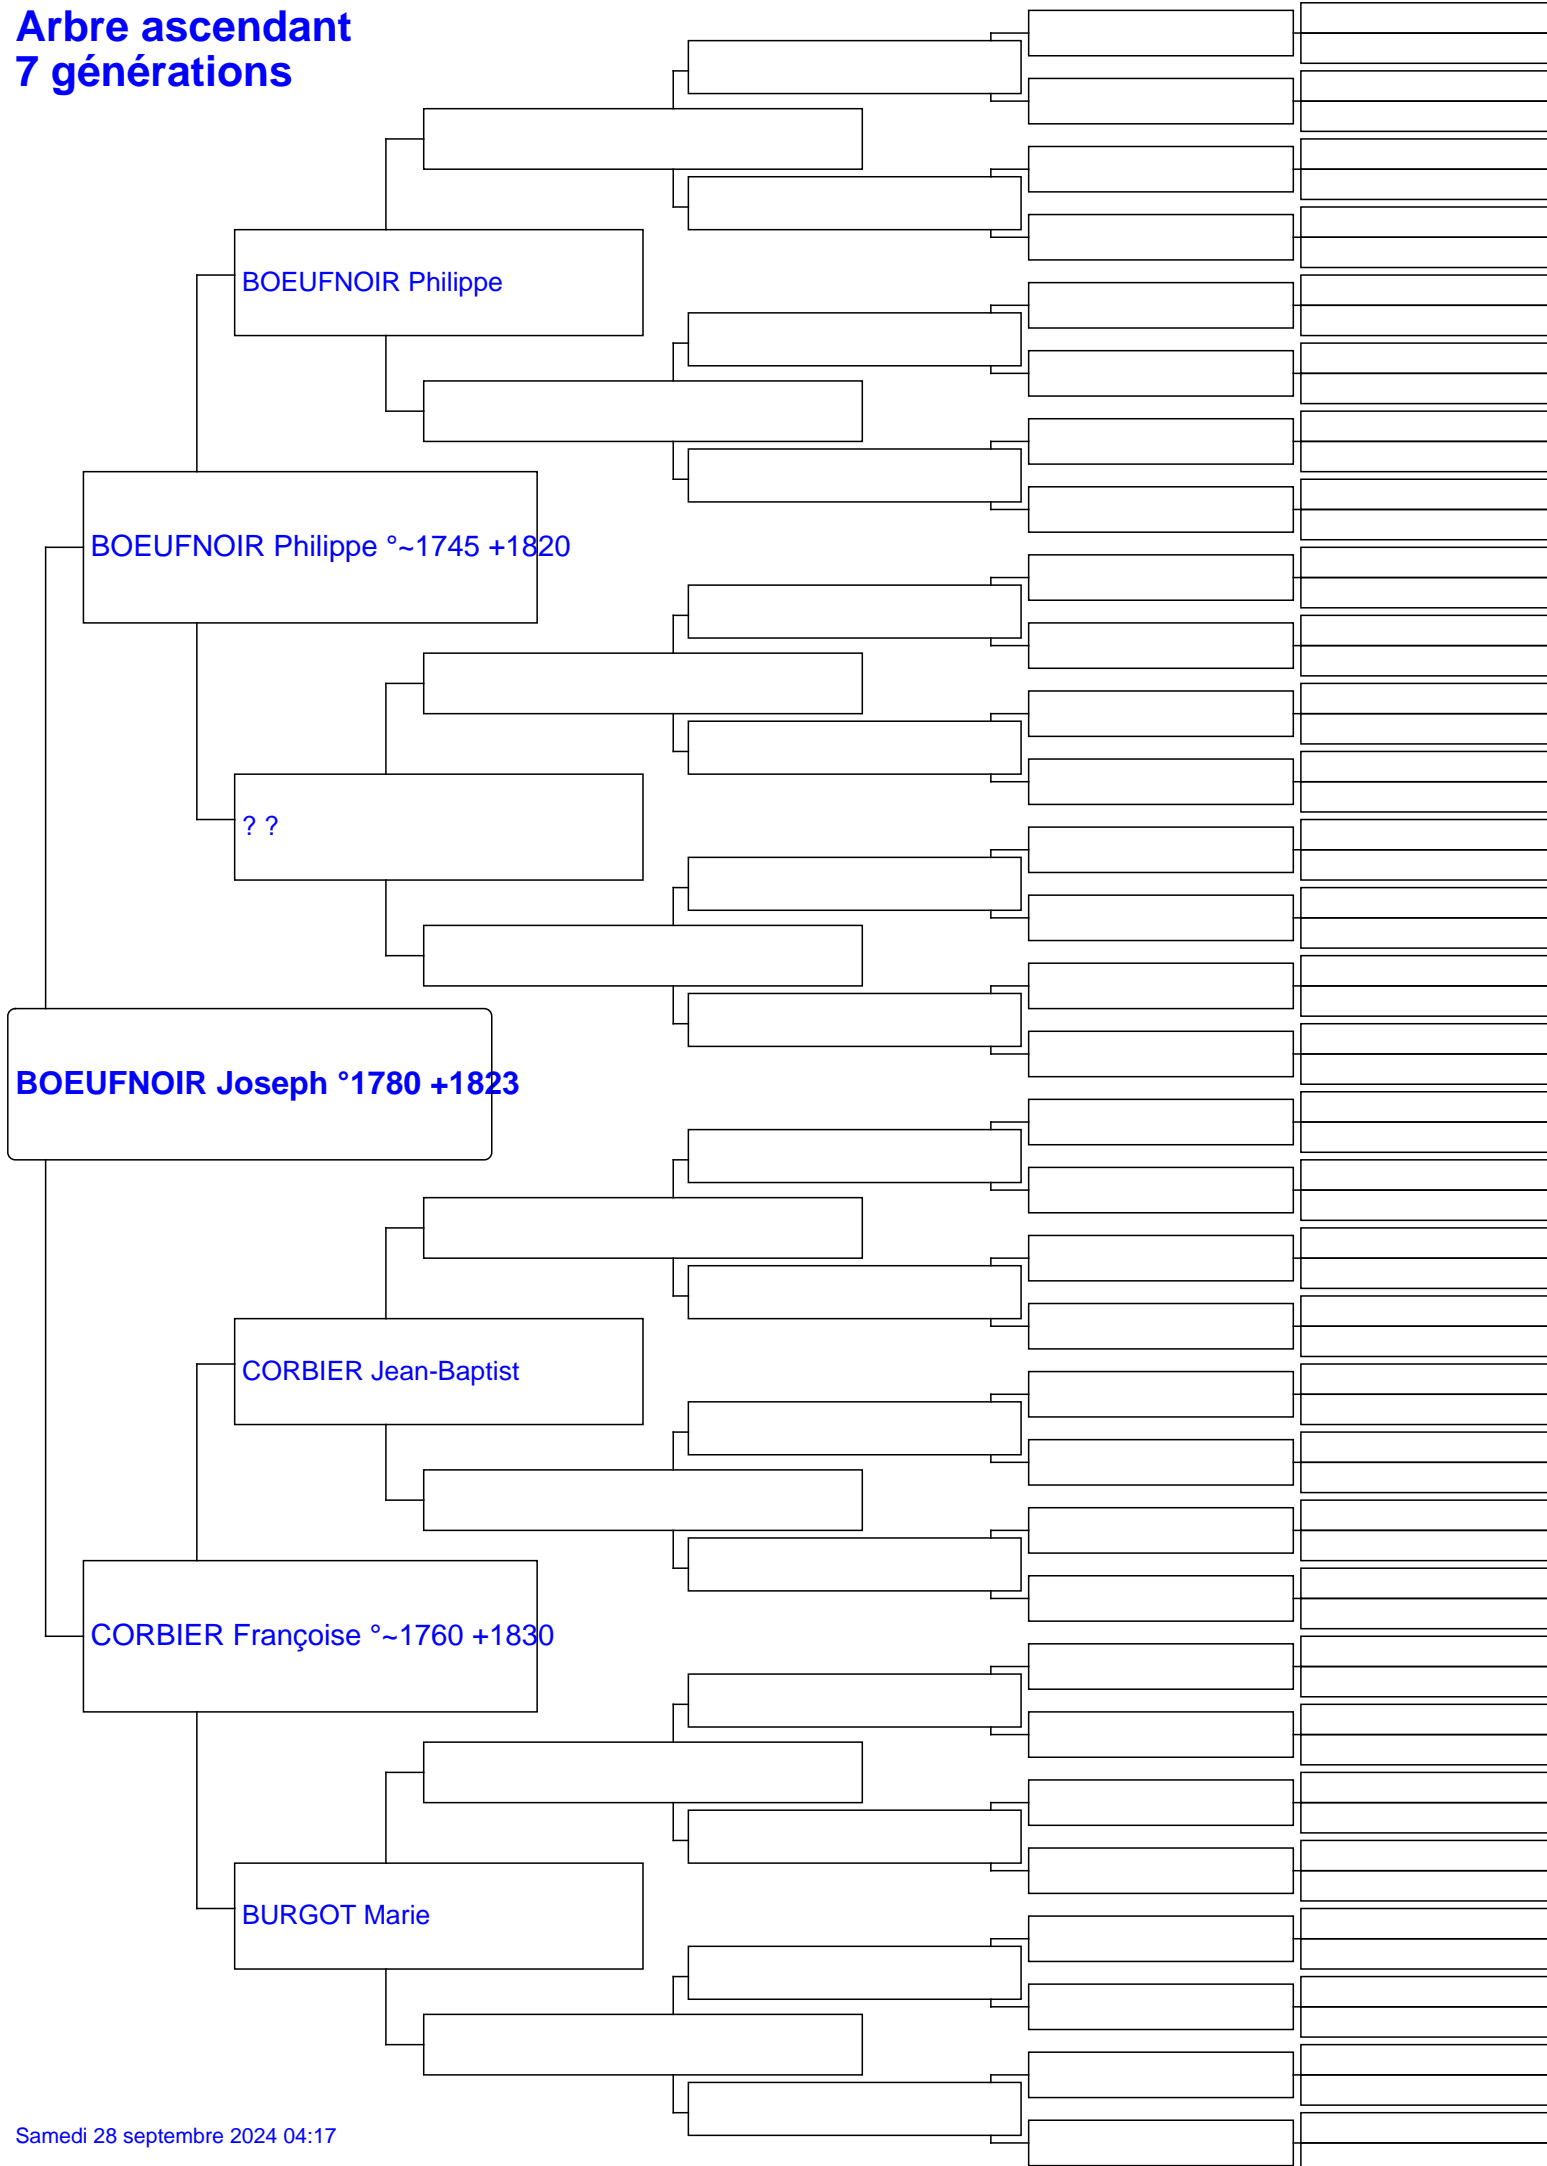 Arbre ascendant
7 générations
BOEUFNOIR Philippe
BOEUFNOIR Philippe °~1745 +1820
? ?
BOEUFNOIR Joseph °1780 +1823
CORBIER Jean-Baptist
CORBIER Françoise °~1760 +1830
BURGOT Marie
Samedi 28 septembre 2024 04:17